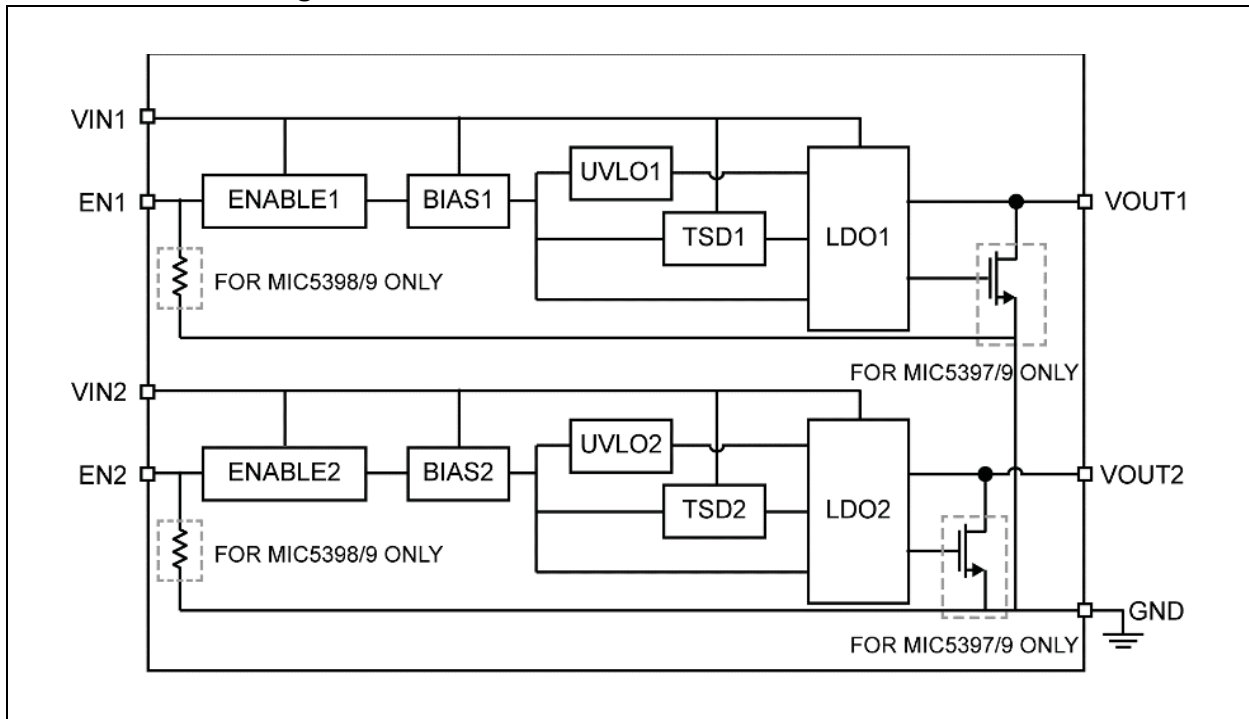 VIN1
UVLO1
EN1
ENABLE1
BIAS1
VOUT1
TSD1
LDO1
FOR MIC5398/9 ONLY
FOR MIC5397/9 ONLY
VIN2
UVLO2
EN2
ENABLE2
BIAS2
VOUT2
TSD2
LDO2
FOR MIC5398/9 ONLY
GND
FOR MIC5397/9 ONLY